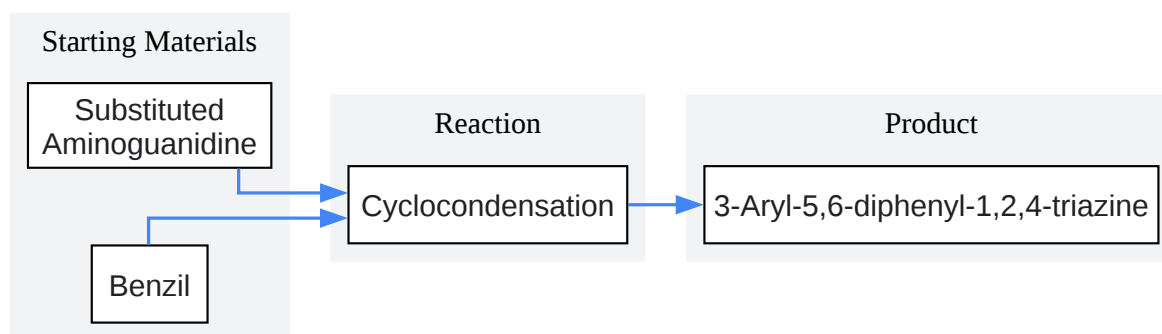 Starting Materials
Substituted
Aminoguanidine
Benzil
Reaction
Cyclocondensation
Product
3-Aryl-5,6-diphenyl-1,2,4-triazine